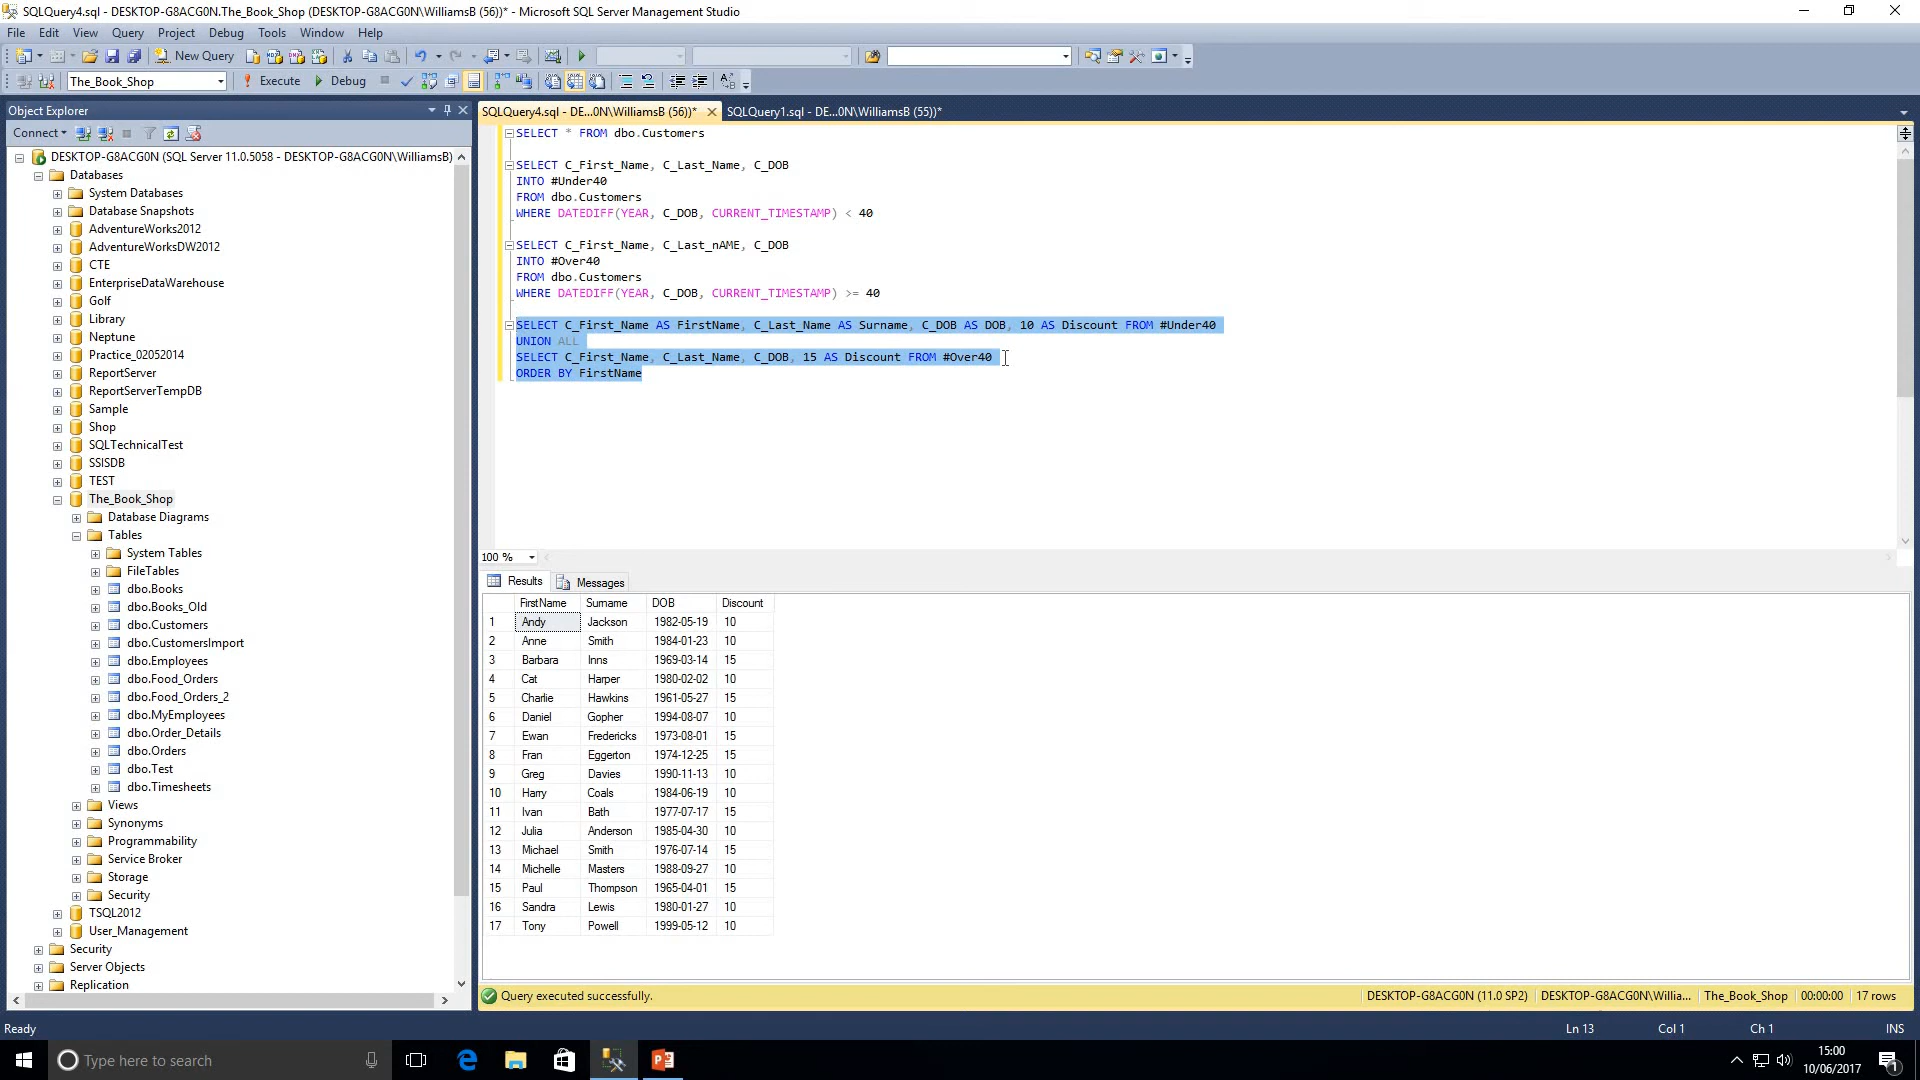 SQLQuery4.sql - DESKTOP-G8ACG0N.The_Book_Shop (DESKTOP-G8ACG0N\WilliamsB (56))* - Microsoft SQL Server Management Studio
File Edit View Query Project Debug Tools Window Help
New Query
The_Book_Shop Execute Debug
Object Explorer
Connect
DESKTOP-G8ACG0N (SQL Server 11.0.5058 - DESKTOP-G8ACG0N\WilliamsB)
Databases
System Databases
Database Snapshots
AdventureWorks2012
AdventureWorksDW2012
CTE
EnterpriseDataWarehouse
Golf
Library
Neptune
Practice_02052014
ReportServer
ReportServerTempDB
Sample
Shop
SQLTechnicalTest
SSISDB
TEST
The_Book_Shop
Database Diagrams
Tables
System Tables
FileTables
dbo.Books
dbo.Books_Old
dbo.Customers
dbo.CustomersImport
dbo.Employees
dbo.Food_Orders
dbo.Food_Orders_2
dbo.MyEmployees
dbo.Order_Details
dbo.Orders
dbo.Test
dbo.Timesheets
Views
Synonyms
Programmability
Service Broker
Storage
Security
TSQL2012
User_Management
Security
Server Objects
Replication
SQLQuery4.sql - DE...0N\WilliamsB (56))* SQLQuery1.sql - DE...0N\WilliamsB (55))*
SELECT * FROM dbo.Customers
SELECT C_First_Name, C_Last_Name, C_DOB
INTO #Under40
FROM dbo.Customers
WHERE DATEDIFF(YEAR, C_DOB, CURRENT_TIMESTAMP) < 40
SELECT C_First_Name, C_Last_nAME, C_DOB
INTO #Over40
FROM dbo.Customers
WHERE DATEDIFF(YEAR, C_DOB, CURRENT_TIMESTAMP) >= 40
SELECT C_First_Name AS FirstName, C_Last_Name AS Surname, C_DOB AS DOB, 10 AS Discount FROM #Under40
UNION ALL
SELECT C_First_Name, C_Last_Name, C_DOB, 15 AS Discount FROM #Over40
ORDER BY FirstName
100 %
Results Messages
FirstName Surname DOB Discount
1 Andy Jackson 1982-05-19 10
2 Anne Smith 1984-01-23 10
3 Barbara Inns 1969-03-14 15
4 Cat Harper 1980-02-02 10
5 Charlie Hawkins 1961-05-27 15
6 Daniel Gopher 1994-08-07 10
7 Ewan Fredericks 1973-08-01 15
8 Fran Eggerton 1974-12-25 15
9 Greg Davies 1990-11-13 10
10 Harry Coals 1984-06-19 10
11 Ivan Bath 1977-07-17 15
12 Julia Anderson 1985-04-30 10
13 Michael Smith 1976-07-14 15
14 Michelle Masters 1988-09-27 10
15 Paul Thompson 1965-04-01 15
16 Sandra Lewis 1980-01-27 10
17 Tony Powell 1999-05-12 10
Query executed successfully. DESKTOP-G8ACG0N (11.0 SP2) DESKTOP-G8ACG0N\Willia... The_Book_Shop 00:00:00 17 rows
Ready Ln 13 Col 1 Ch 1 INS
Type here to search
15:00
10/06/2017
1